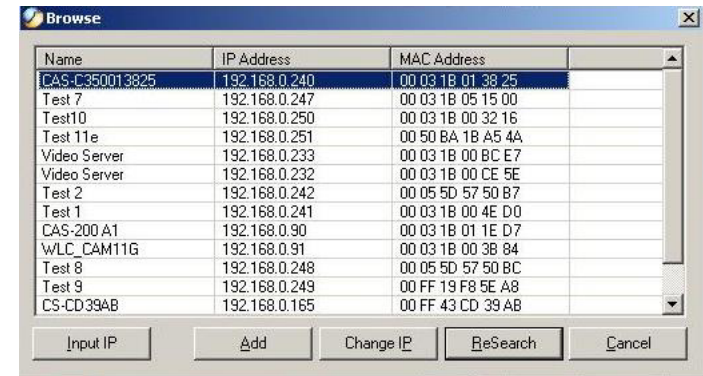 Browse
Name IP Address MAC Address
CAS-C350013825 192.168.0.240 00 03 1B 01 38 25
Test 7 192.168.0.247 00 03 1B 05 15 00
Test10 192.168.0.250 00 03 1B 00 32 16
Test 11e 192.168.0.251 00 50 BA 1B A5 4A
Video Server 192.168.0.233 00 03 1B 00 BC E7
Video Server 192.168.0.232 00 03 1B 00 CE 5E
Test 2 192.168.0.242 00 05 5D 57 50 B7
Test 1 192.168.0.241 00 03 1B 00 4E D0
CAS-200 A1 192.168.0.90 00 03 1B 01 1E D7
WLC_CAM11G 192.168.0.91 00 03 1B 00 3B 84
Test 8 192.168.0.248 00 05 5D 57 50 BC
Test 9 192.168.0.249 00 FF 19 F8 5E A8
CS-CD39AB 192.168.0.165 00 FF 43 CD 39 AB
Input IP Add Change IP ReSearch Cancel